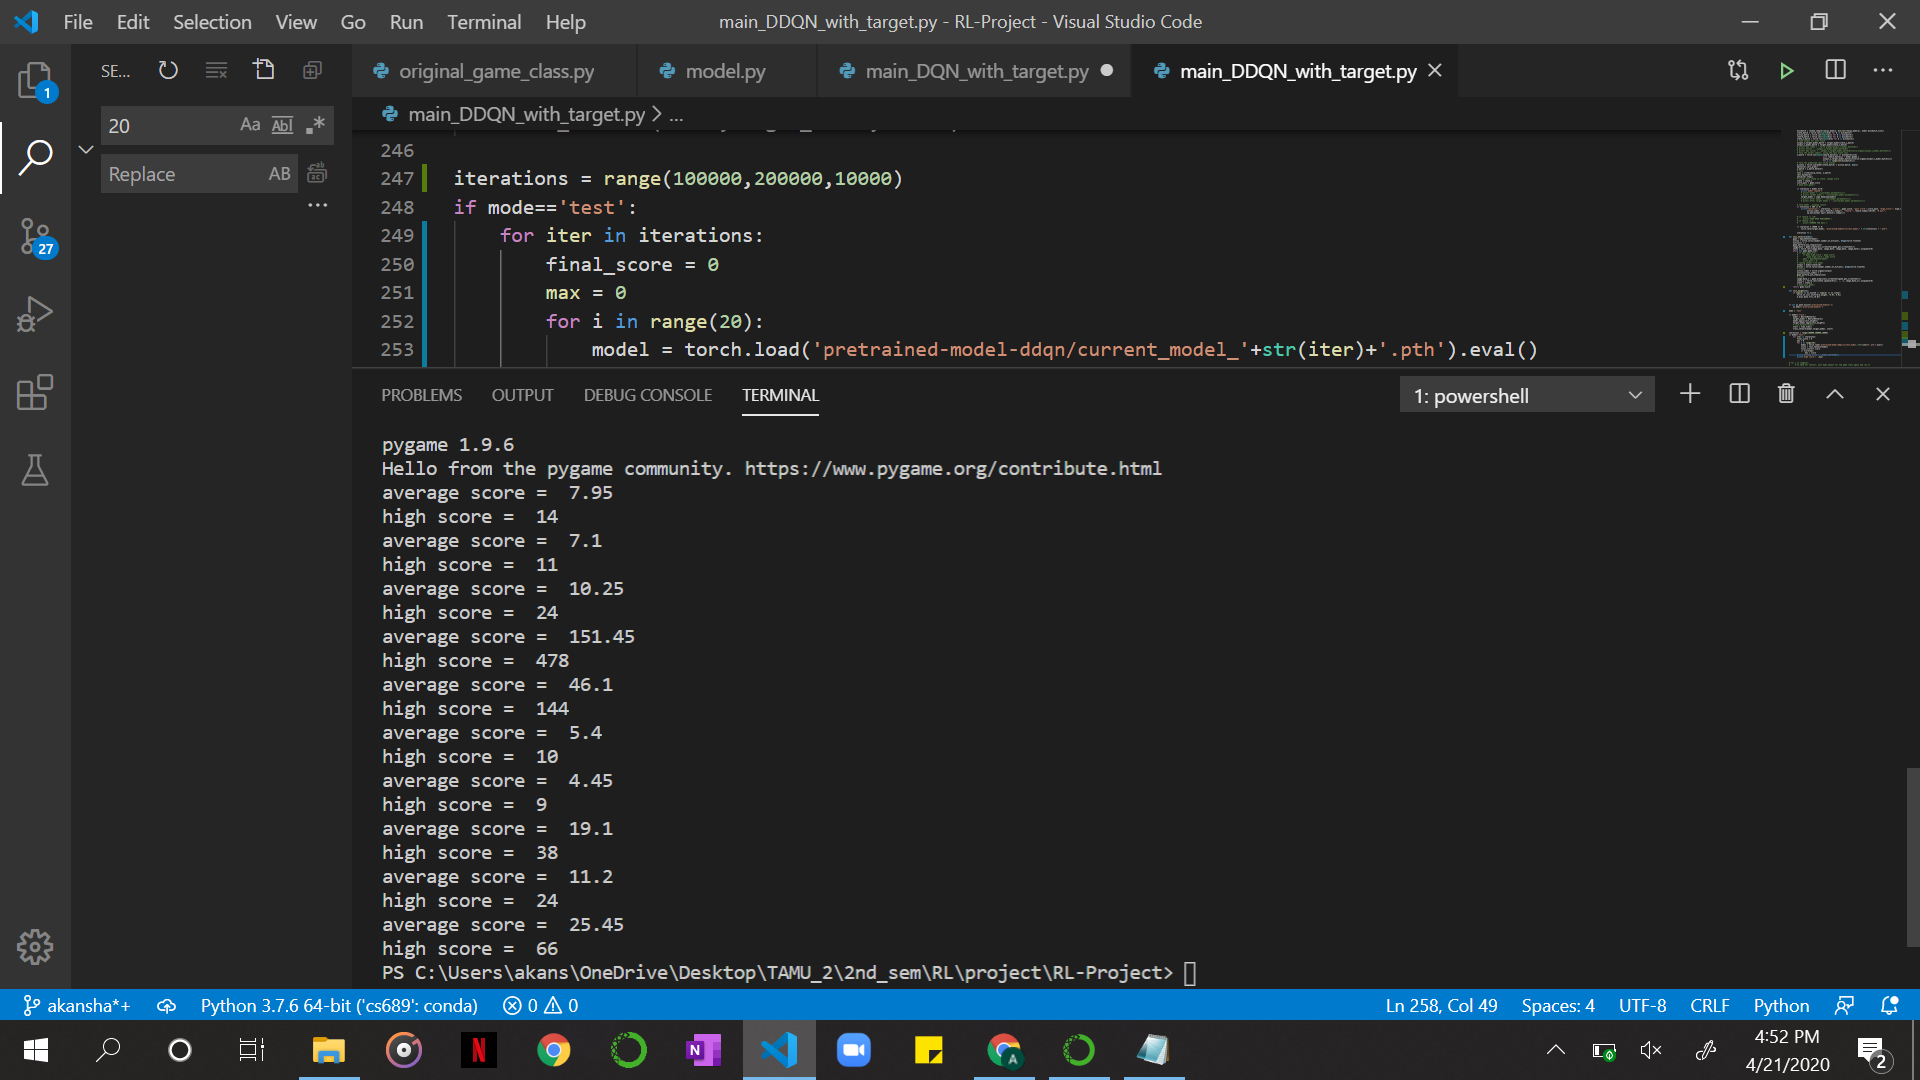 File Edit Selection View Go Run Terminal Help
main_DDQN_with_target.py - RL-Project - Visual Studio Code
SE...
original_game_class.py
model.py
main_DQN_with_target.py
main_DDQN_with_target.py
1
20
Aa Abl .*
Replace
AB
27
main_DDQN_with_target.py > ...
246
247 iterations = range(100000,200000,10000)
248 if mode=='test':
249 for iter in iterations:
250 final_score = 0
251 max = 0
252 for i in range(20):
253 model = torch.load('pretrained-model-ddqn/current_model_'+str(iter)+'.pth').eval()
PROBLEMS OUTPUT DEBUG CONSOLE TERMINAL
1: powershell
pygame 1.9.6
Hello from the pygame community. https://www.pygame.org/contribute.html
average score =  7.95
high score =  14
average score =  7.1
high score =  11
average score =  10.25
high score =  24
average score =  151.45
high score =  478
average score =  46.1
high score =  144
average score =  5.4
high score =  10
average score =  4.45
high score =  9
average score =  19.1
high score =  38
average score =  11.2
high score =  24
average score =  25.45
high score =  66
PS C:\Users\akans\OneDrive\Desktop\TAMU_2\2nd_sem\RL\project\RL-Project>
akansha*+
Python 3.7.6 64-bit ('cs689': conda)
0 0
Ln 258, Col 49
Spaces: 4
UTF-8
CRLF
Python
N
N
A
4:52 PM
4/21/2020
2